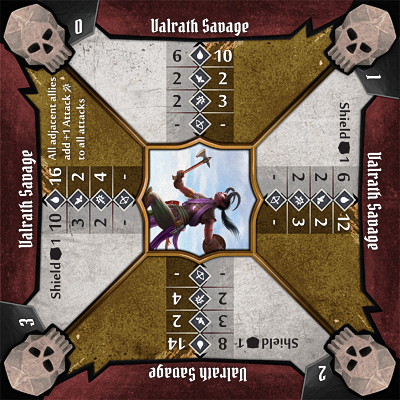 0
Valrath Savage
6 10
2 2
2 3
- -
1
Valrath Savage
Shield 1
6 12
2 2
2 3
- -
2
Valrath Savage
Shield 1
8 14
3 2
2 4
- -
3
Valrath Savage
Shield 1
10 16
3 2
2 4
- -
All adjacent allies
add +1 Attack
to all attacks